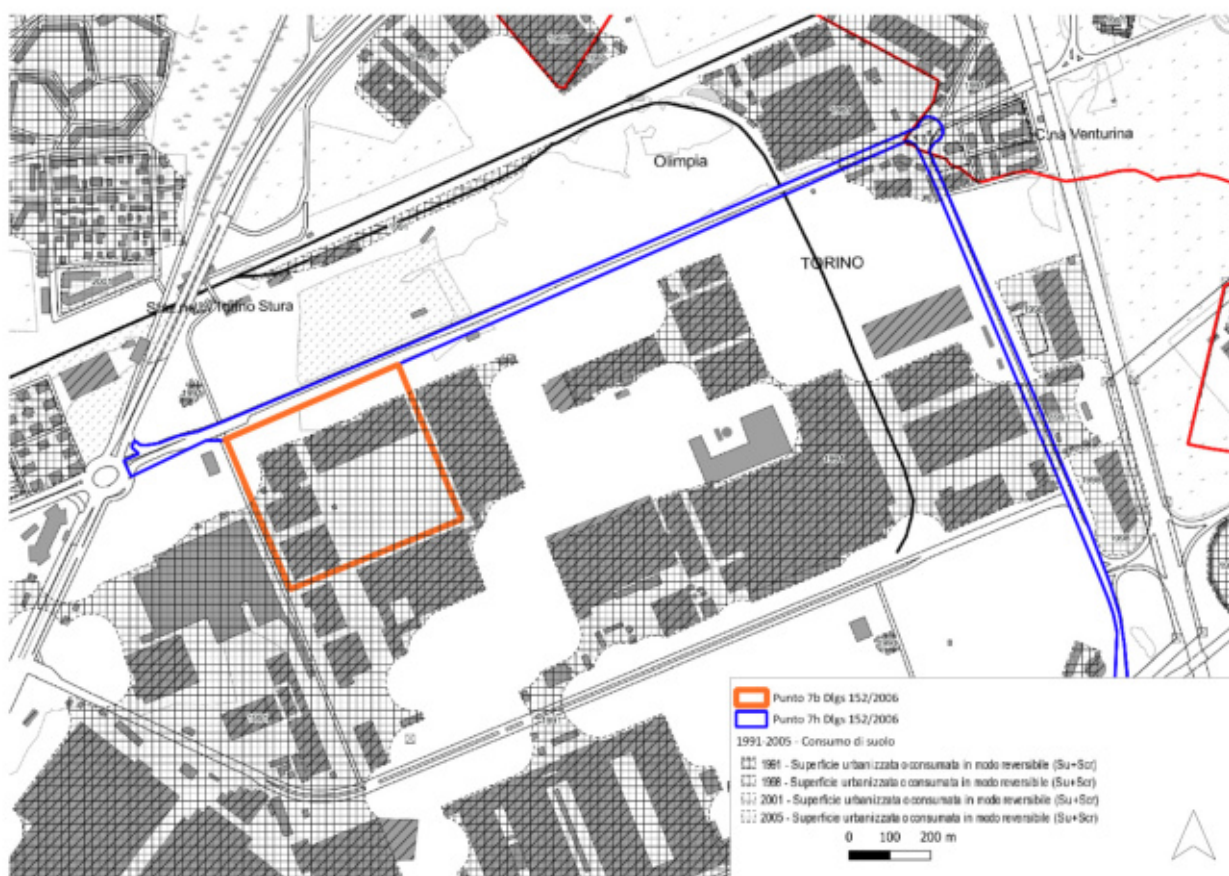 C.na Venturina
Olimpia
TORINO
Torino Stura
Punto 7b Dlgs 152/2006
Punto 7h Dlgs 152/2006
1991-2005 - Consumo di suolo
1991 - Superficie urbanizzata o consumata in modo reversibile (Su+Scr)
1998 - Superficie urbanizzata o consumata in modo reversibile (Su+Scr)
2001 - Superficie urbanizzata o consumata in modo reversibile (Su+Scr)
2005 - Superficie urbanizzata o consumata in modo reversibile (Su+Scr)
0 100 200 m